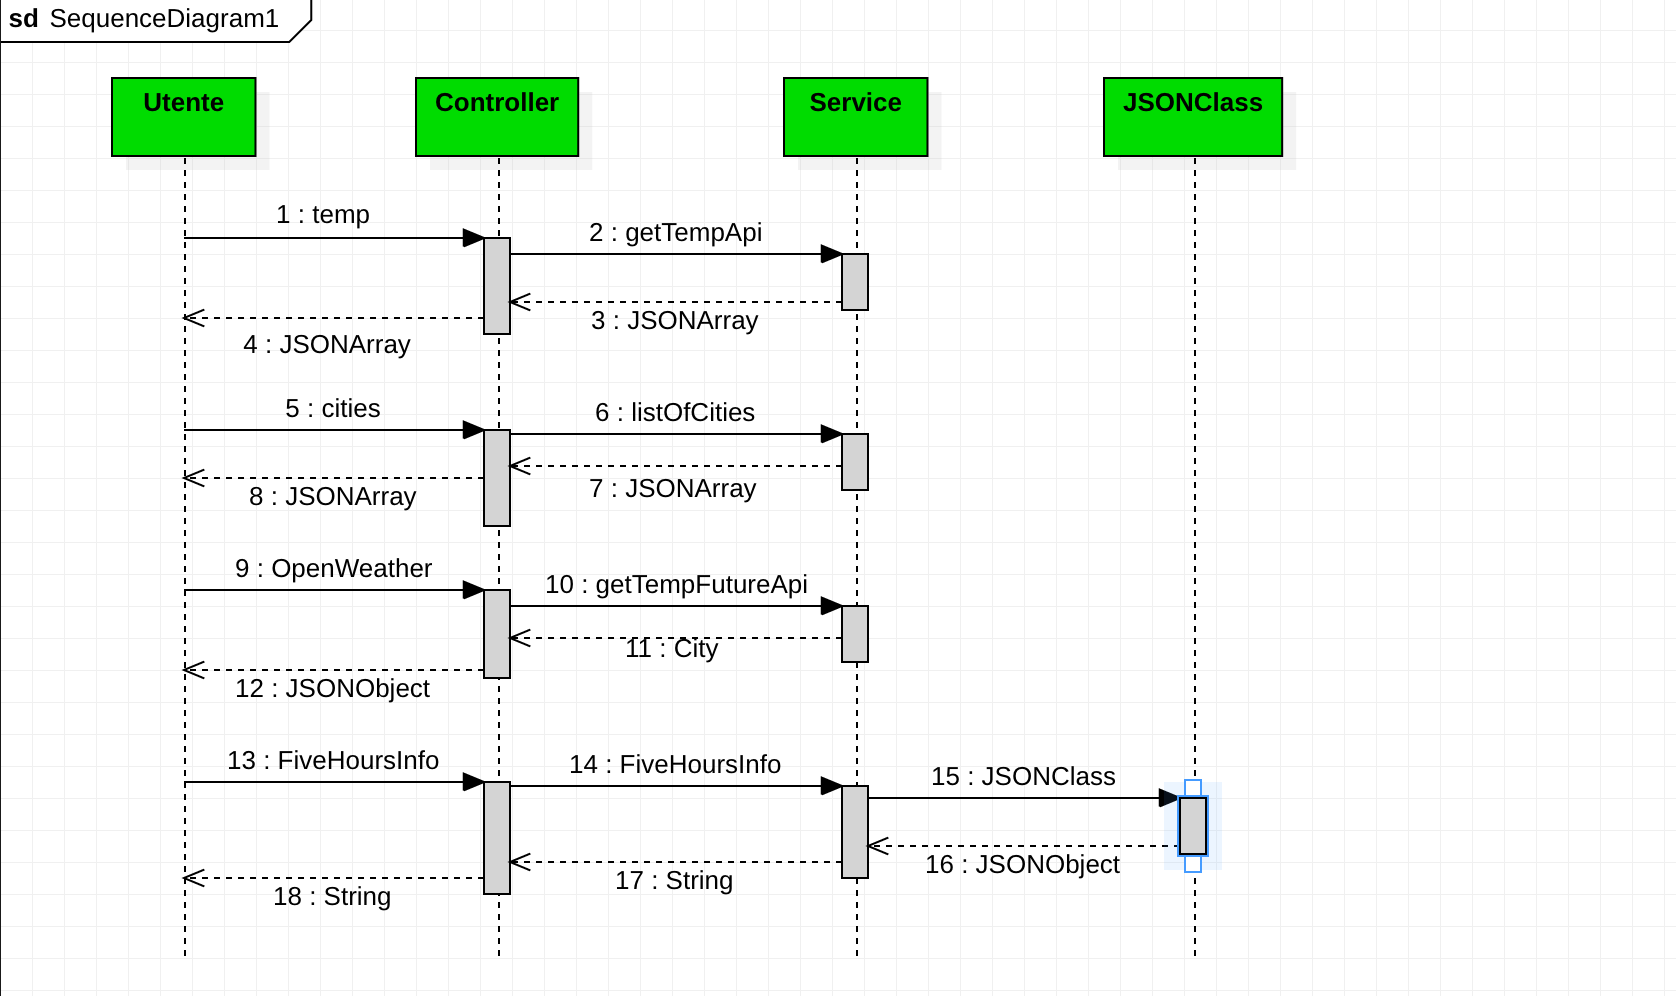 sd SequenceDiagram1
Utente
Controller
Service
JSONClass
1 : temp
2 : getTempApi
3 : JSONArray
4 : JSONArray
5 : cities
6 : listOfCities
7 : JSONArray
8 : JSONArray
9 : OpenWeather
10 : getTempFutureApi
11 : City
12 : JSONObject
13 : FiveHoursInfo
14 : FiveHoursInfo
15 : JSONClass
16 : JSONObject
17 : String
18 : String